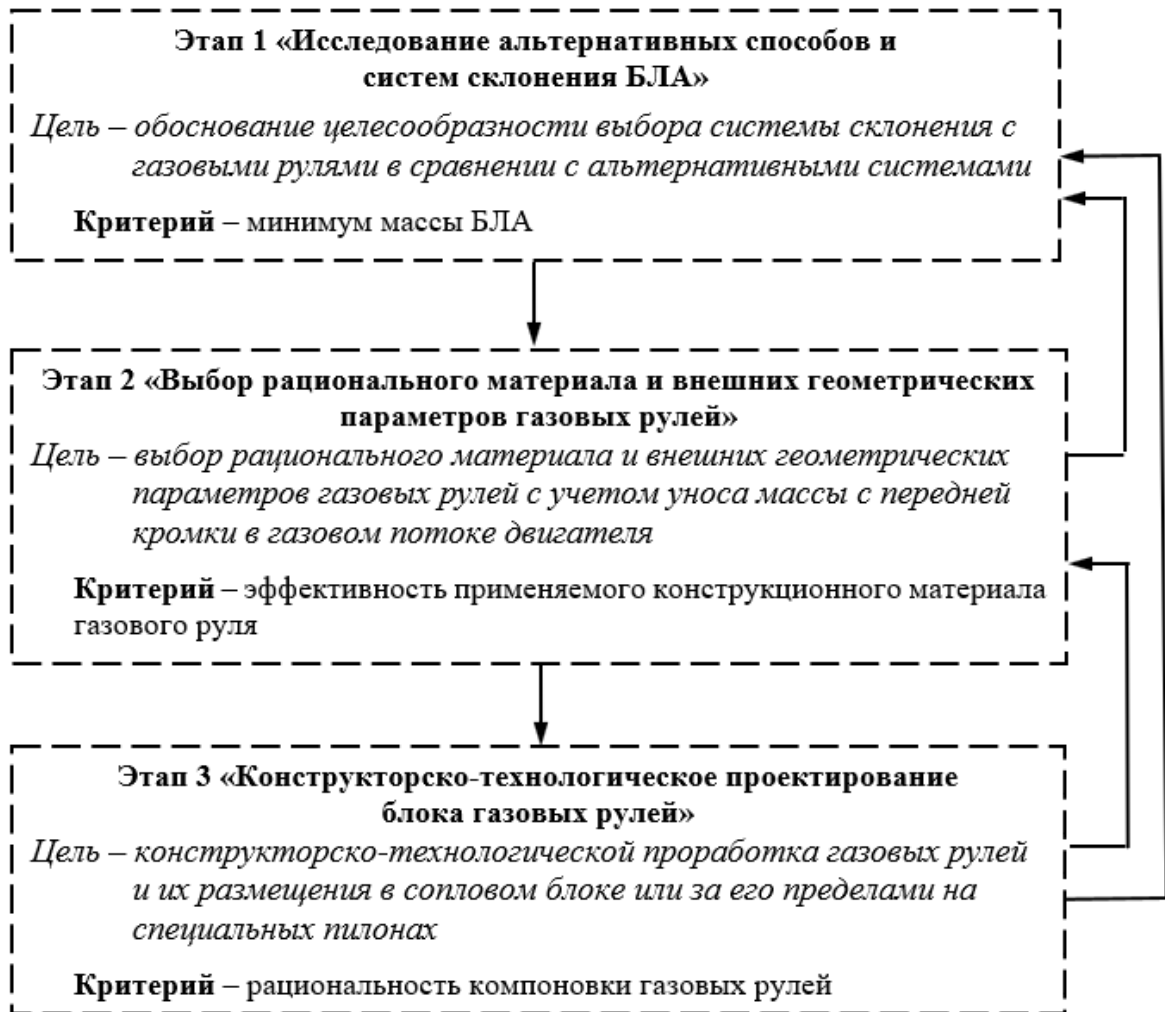 Этап 1 «Исследование альтернативных способов и
систем склонения БЛА»
Цель – обоснование целесообразности выбора системы склонения с
газовыми рулями в сравнении с альтернативными системами
Критерий – минимум массы БЛА
Этап 2 «Выбор рационального материала и внешних геометрических
параметров газовых рулей»
Цель – выбор рационального материала и внешних геометрических
параметров газовых рулей с учетом уноса массы с передней
кромки в газовом потоке двигателя
Критерий – эффективность применяемого конструкционного материала
газового руля
Этап 3 «Конструкторско-технологическое проектирование
блока газовых рулей»
Цель – конструкторско-технологической проработка газовых рулей
и их размещения в сопловом блоке или за его пределами на
специальных пилонах
Критерий – рациональность компоновки газовых рулей